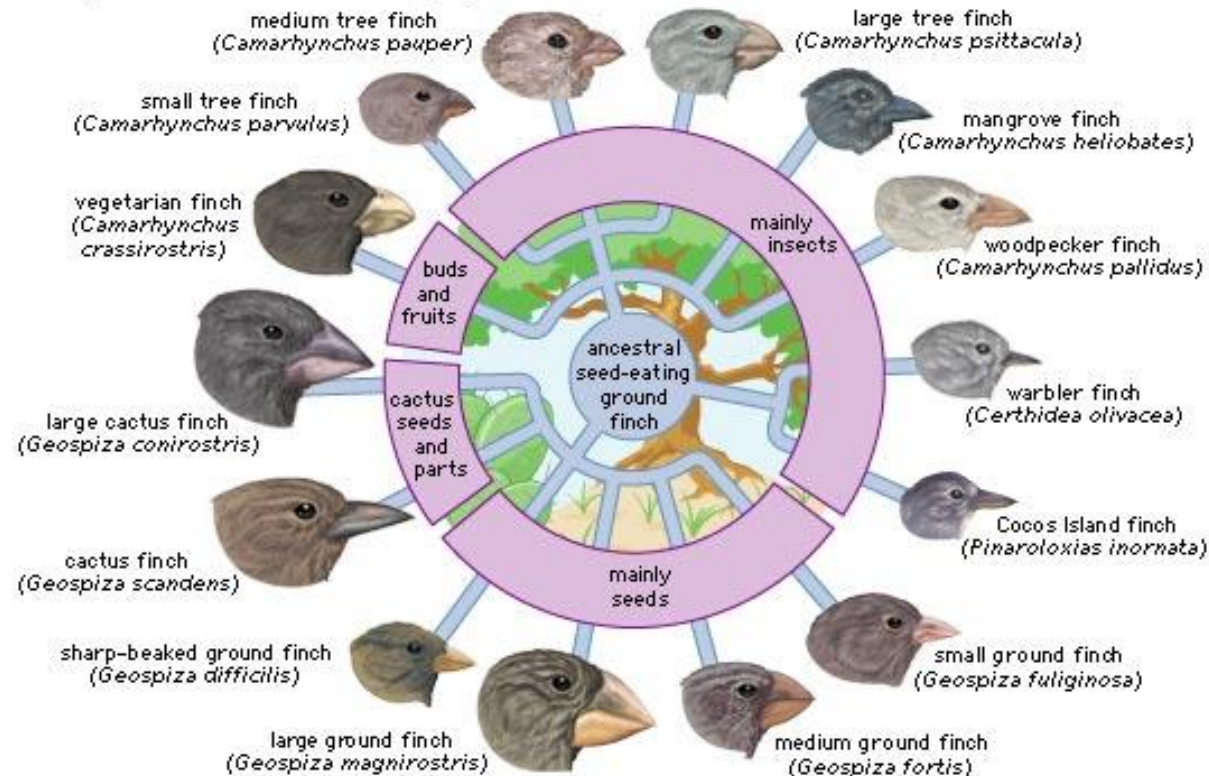 medium tree finch
(Camarhynchus pauper)
large tree finch
(Camarhynchus psittacula)
small tree finch
(Camarhynchus parvulus)
mangrove finch
(Camarhynchus heliobates)
vegetarian finch
(Camarhynchus
crassirostris)
woodpecker finch
(Camarhynchus pallidus)
mainly
insects
buds
and
fruits
ancestral
seed-eating
ground
finch
large cactus finch
(Geospiza conirostris)
cactus
seeds
and
parts
warbler finch
(Certhidea olivacea)
cactus finch
(Geospiza scandens)
Cocos Island finch
(Pinaroloxias inornata)
mainly
seeds
sharp-beaked ground finch
(Geospiza difficilis)
small ground finch
(Geospiza fuliginosa)
large ground finch
(Geospiza magnirostris)
medium ground finch
(Geospiza fortis)